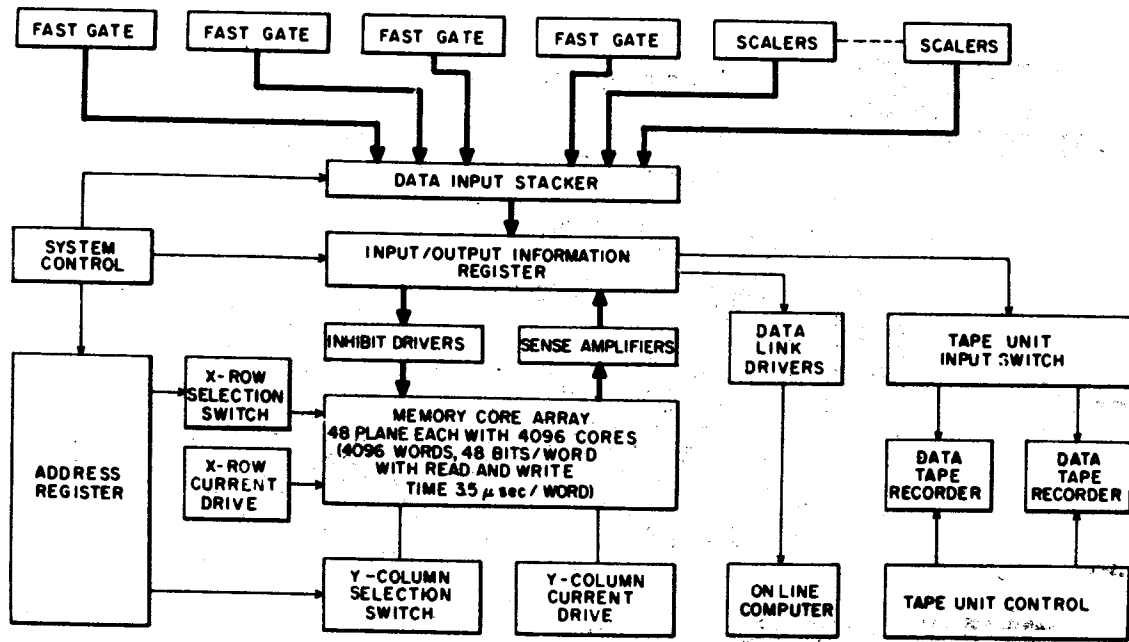 FAST GATE
FAST GATE
FAST GATE
FAST GATE
SCALERS
SCALERS
DATA INPUT STACKER
SYSTEM
CONTROL
INPUT/OUTPUT INFORMATION
REGISTER
INHIBIT DRIVERS
SENSE AMPLIFIERS
DATA
LINK
DRIVERS
TAPE UNIT
INPUT SWITCH
X-ROW
SELECTION
SWITCH
MEMORY CORE ARRAY
48 PLANE EACH WITH 4096 CORES
(4096 WORDS, 48 BITS/WORD
WITH READ AND WRITE
TIME 3.5 μ sec/WORD)
ADDRESS
REGISTER
X-ROW
CURRENT
DRIVE
DATA
TAPE
RECORDER
DATA
TAPE
RECORDER
Y-COLUMN
SELECTION
SWITCH
Y-COLUMN
CURRENT
DRIVE
ON LINE
COMPUTER
TAPE UNIT CONTROL